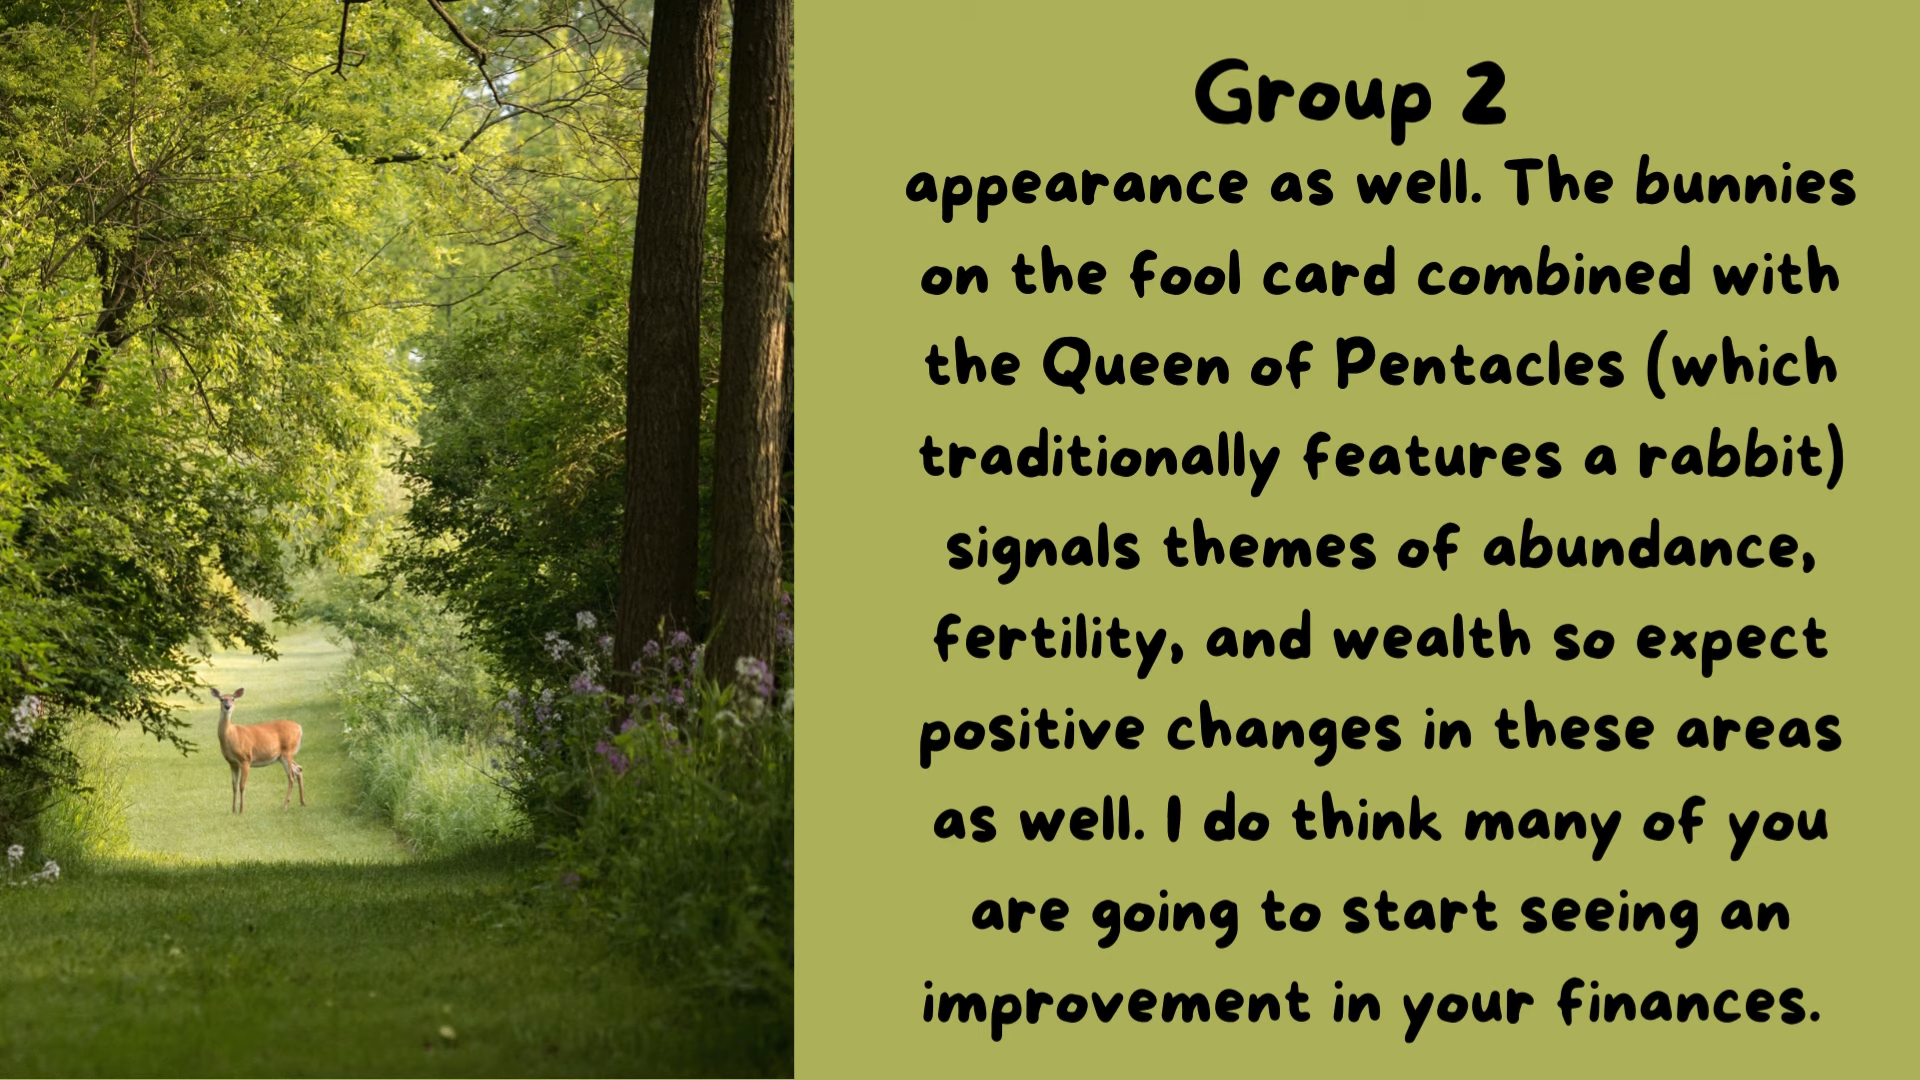 Group 2
appearance as well. The bunnies
on the fool card combined with
the Queen of Pentacles (which
traditionally features a rabbit)
signals themes of abundance,
fertility, and wealth so expect
positive changes in these areas
as well. I do think many of you
are going to start seeing an
improvement in your finances.